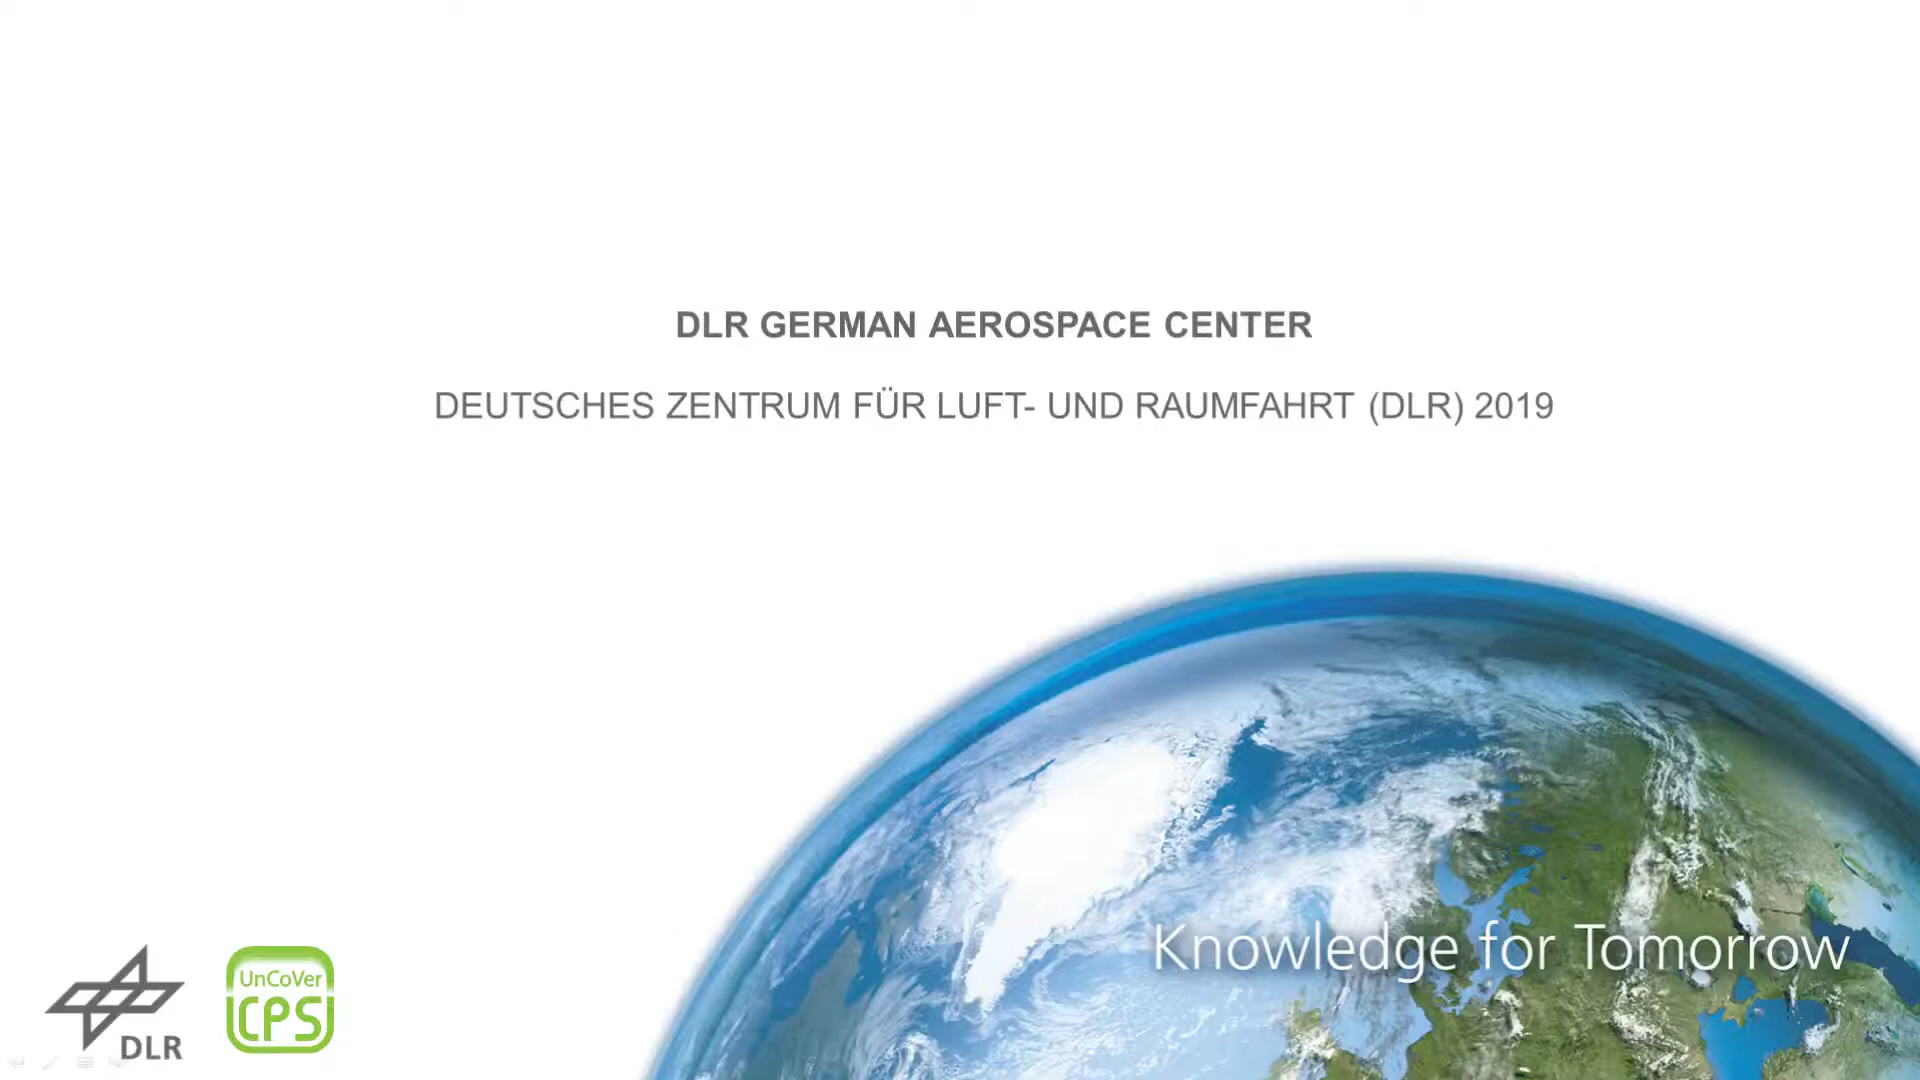 DLR GERMAN AEROSPACE CENTER
DEUTSCHES ZENTRUM FÜR LUFT- UND RAUMFAHRT (DLR) 2019
Knowledge for Tomorrow
DLR
UnCoVer
CPS